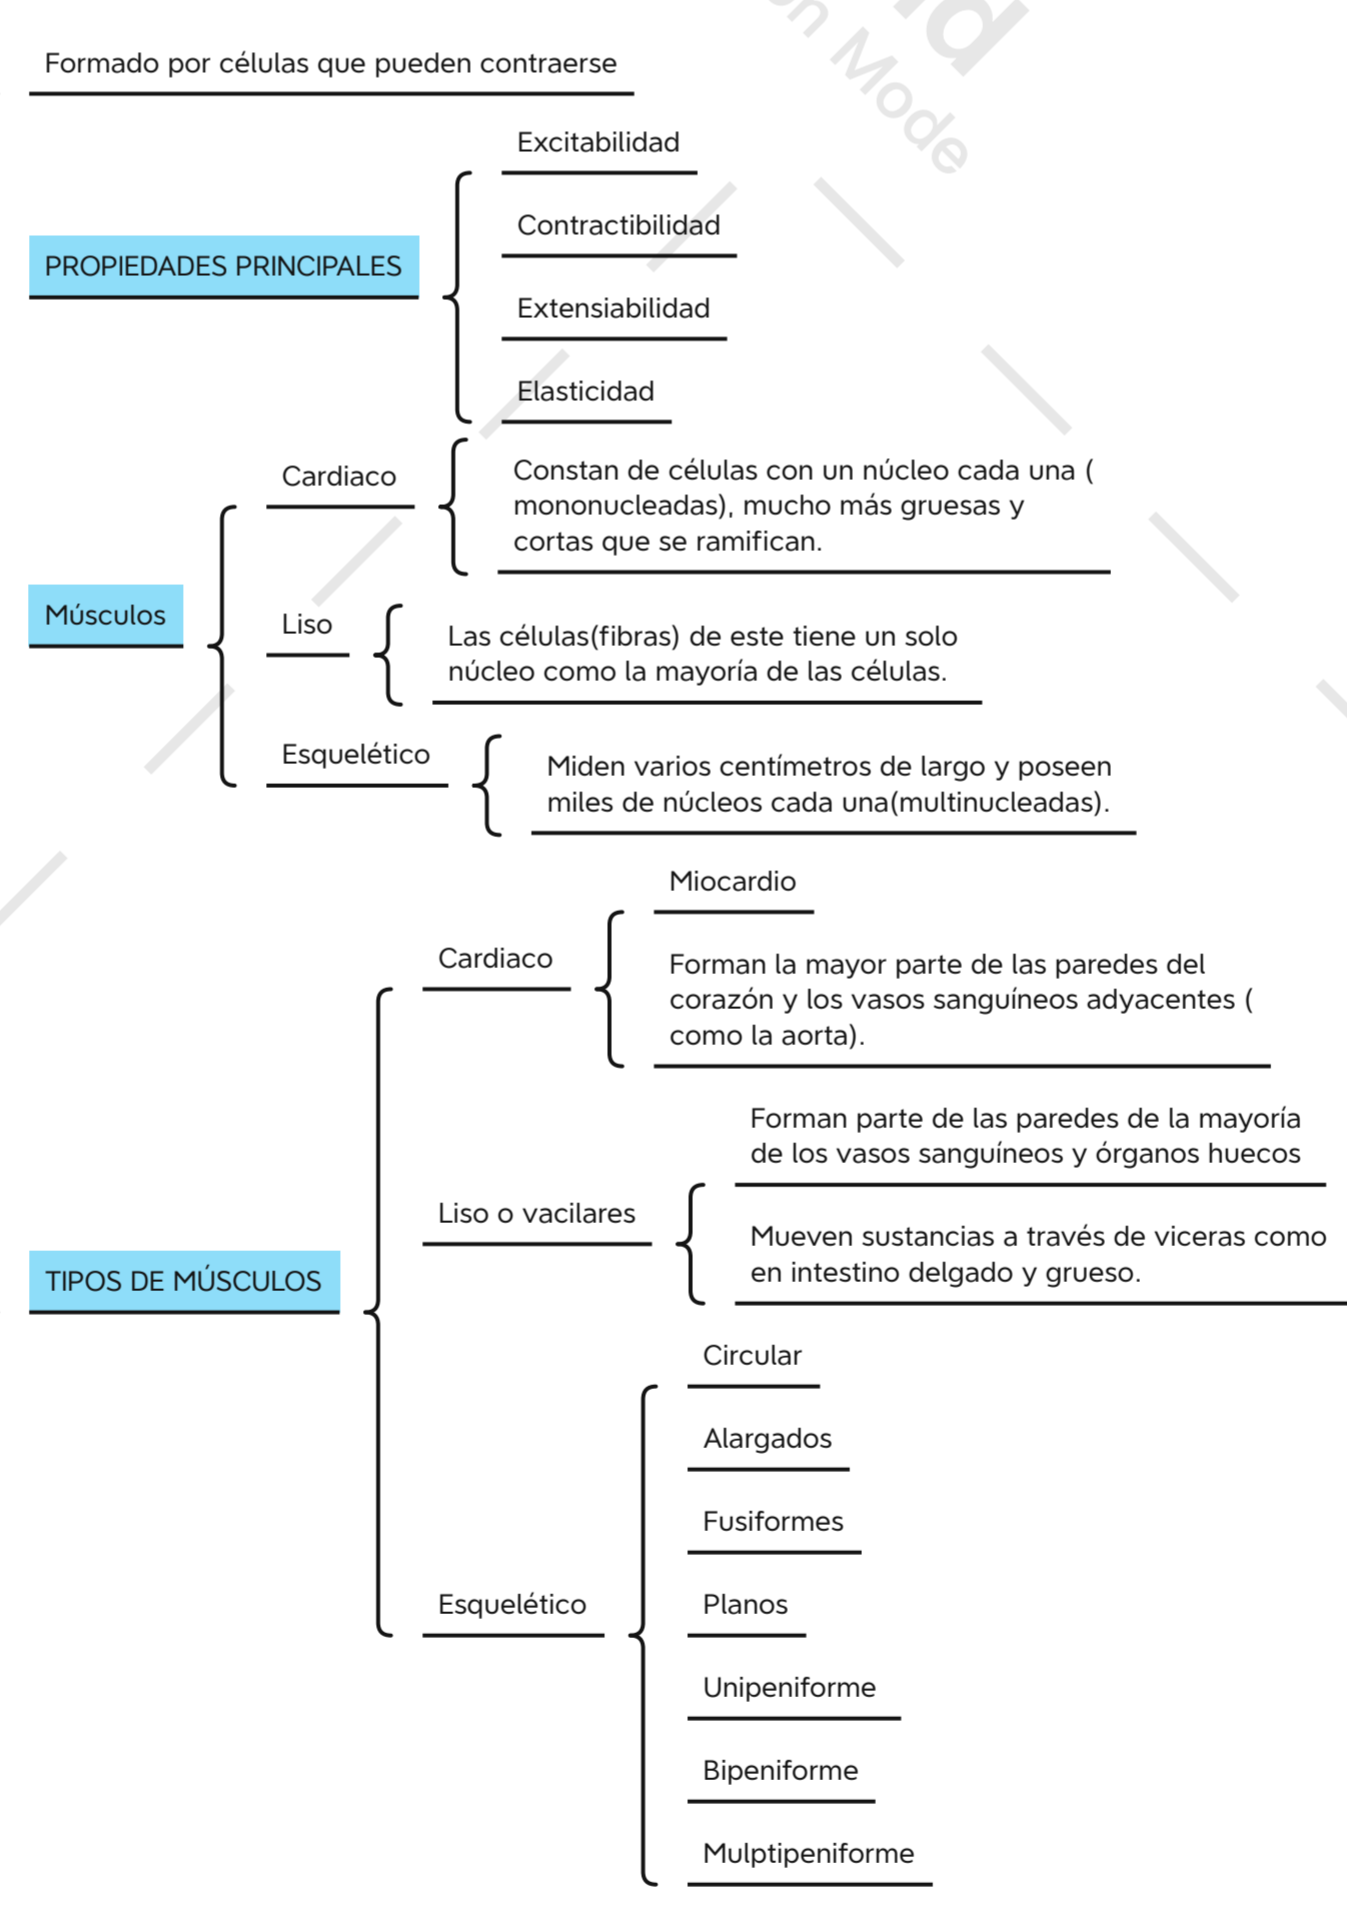 Formado por células que pueden contraerse
PROPIEDADES PRINCIPALES
Excitabilidad
Contractibilidad
Extensiabilidad
Elasticidad
Músculos
Cardiaco
Constan de células con un núcleo cada una (
mononucleadas), mucho más gruesas y
cortas que se ramifican.
Liso
Las células(fibras) de este tiene un solo
núcleo como la mayoría de las células.
Esquelético
Miden varios centímetros de largo y poseen
miles de núcleos cada una(multinucleadas).
TIPOS DE MÚSCULOS
Cardiaco
Miocardio
Forman la mayor parte de las paredes del
corazón y los vasos sanguíneos adyacentes (
como la aorta).
Liso o vacilares
Forman parte de las paredes de la mayoría
de los vasos sanguíneos y órganos huecos
Mueven sustancias a través de viceras como
en intestino delgado y grueso.
Esquelético
Circular
Alargados
Fusiformes
Planos
Unipeniforme
Bipeniforme
Mulptipeniforme
Mode